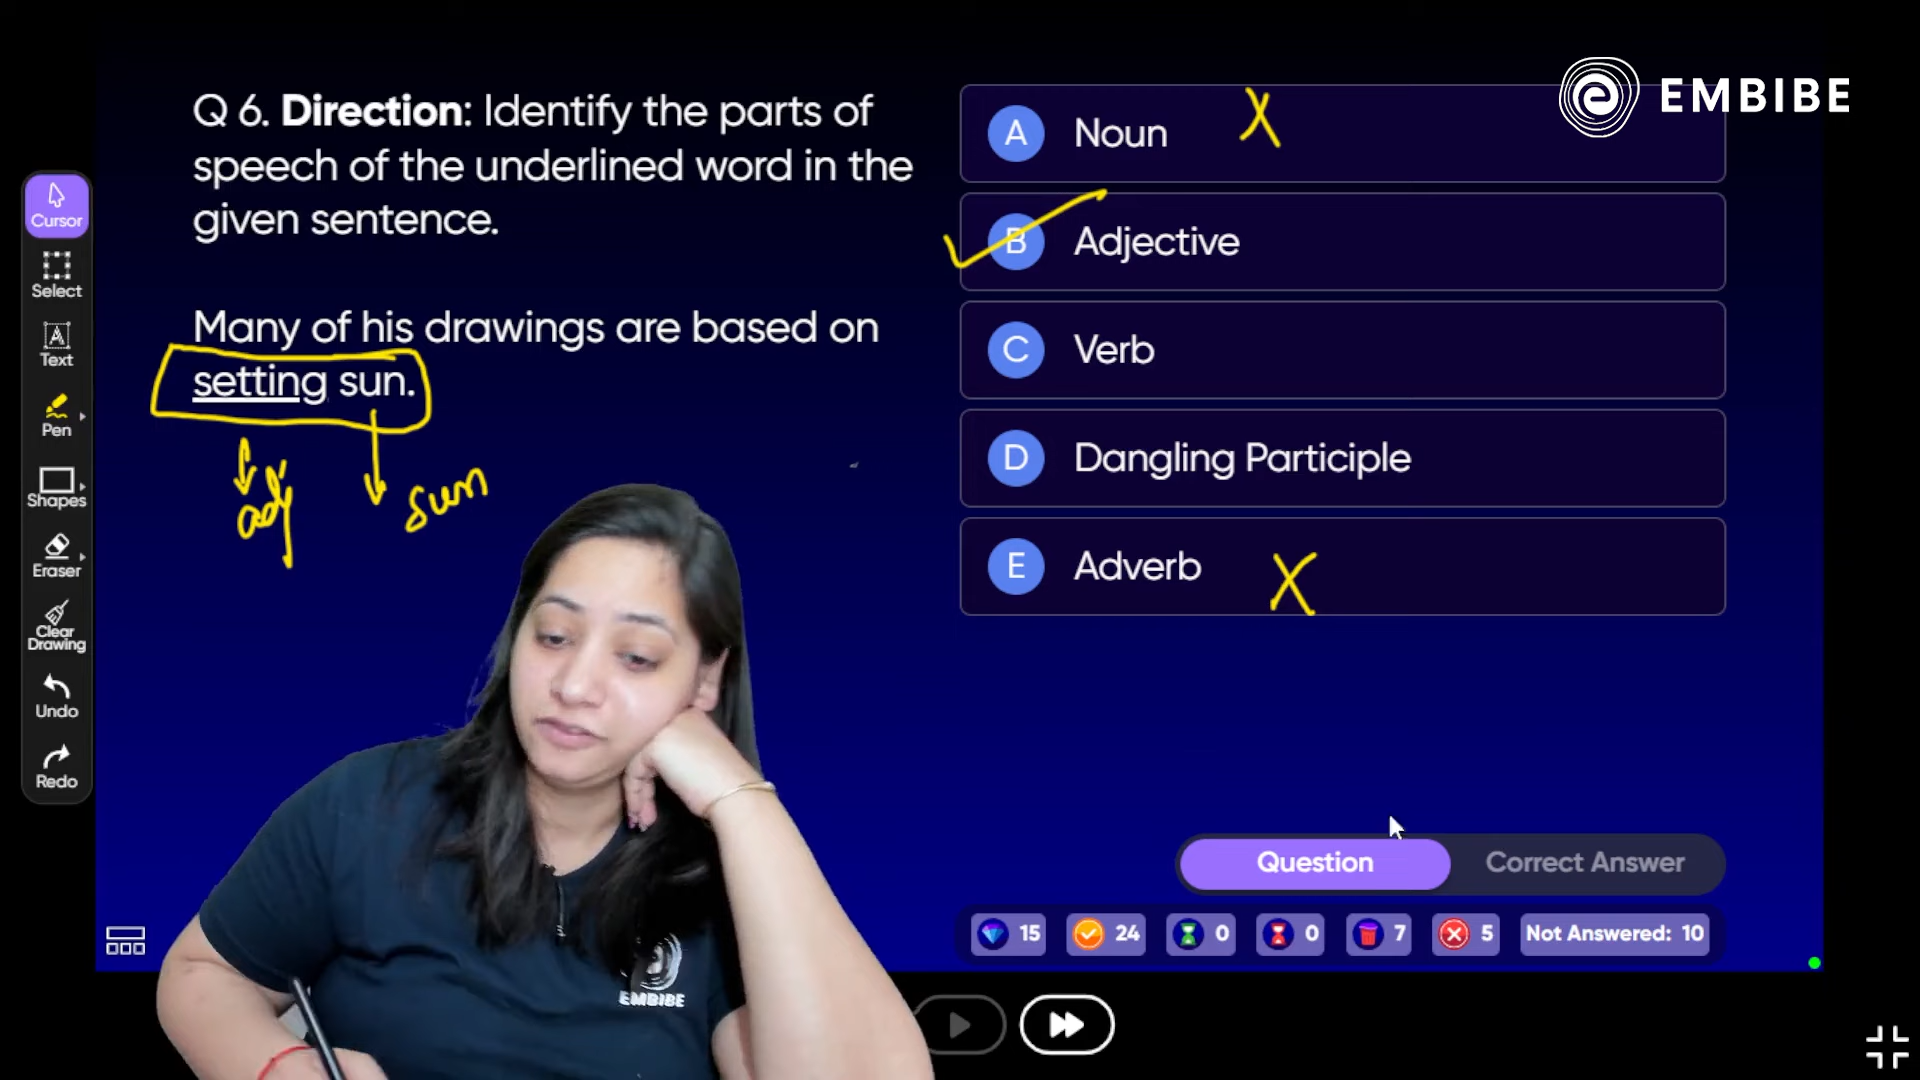 EMBIBE
Q 6. Direction: Identify the parts of
speech of the underlined word in the
given sentence.
Many of his drawings are based on
setting sun.
adj
sun
A Noun X
B Adjective
C Verb
D Dangling Participle
E Adverb X
Cursor
Select
Text
Pen
Shapes
Eraser
Clear
Drawing
Undo
Redo
EMBIBE
Question
Correct Answer
15
24
0
0
7
5
Not Answered: 10